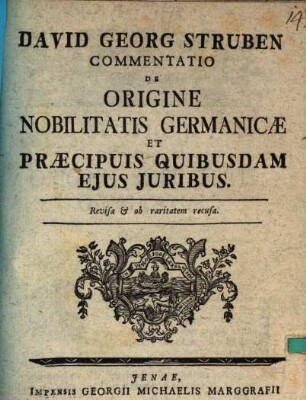 DAVID GEORG STRUBEN
COMMENTATIO
DE
ORIGINE
NOBILITATIS GERMANICÆ
ET
PRÆCIPUIS QUIBUSDAM
EJUS JURIBUS.
Revisa & ob raritatem recusa.
JENAE,
IMPENSIS GEORGII MICHAELIS MARGGRAFII